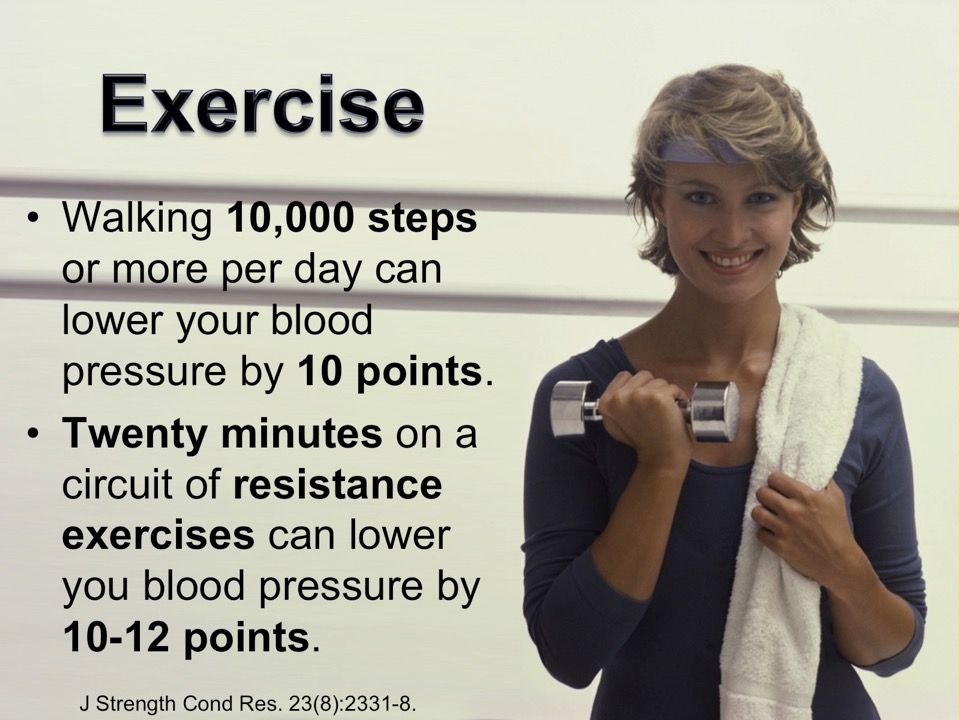 Exercise
• Walking 10,000 steps
or more per day can
lower your blood
pressure by 10 points.
• Twenty minutes on a
circuit of resistance
exercises can lower
you blood pressure by
10-12 points.
J Strength Cond Res. 23(8):2331-8.